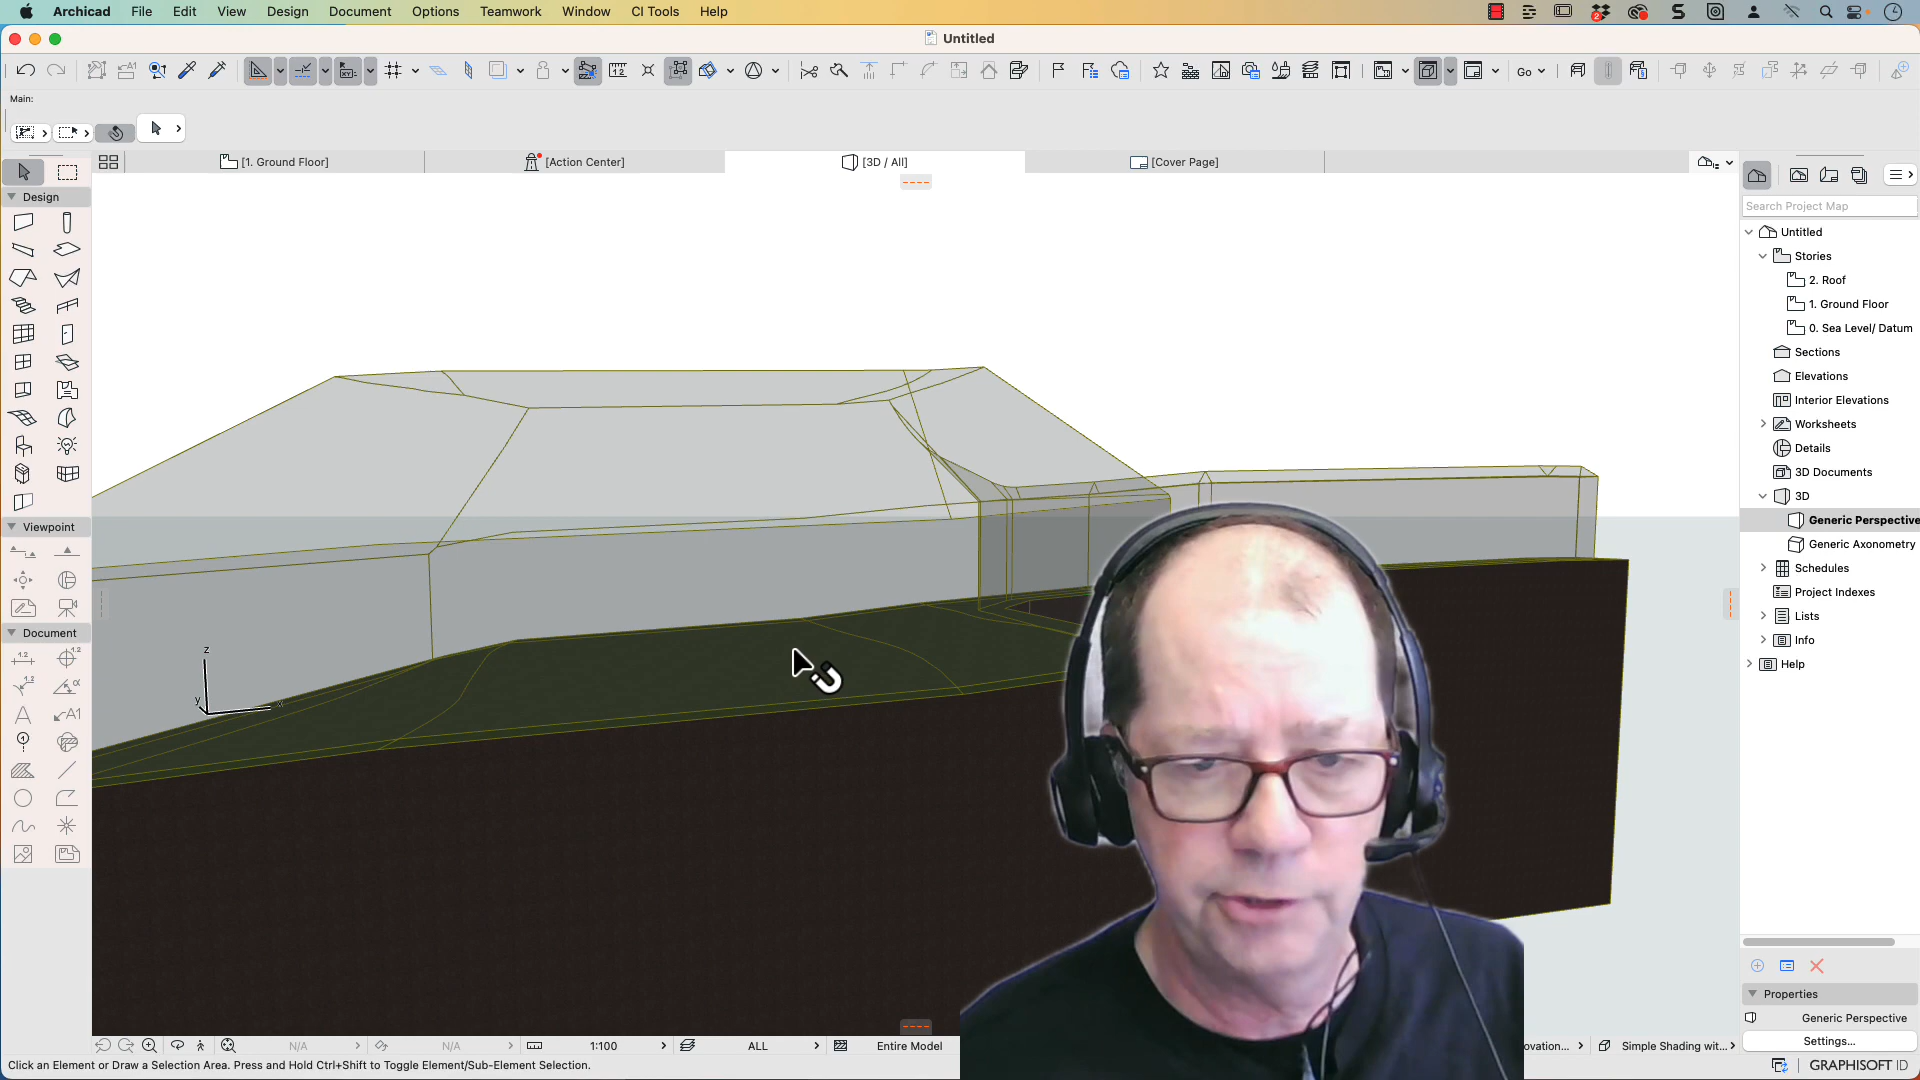 Archicad File Edit View Design Document Options Teamwork Window CI Tools Help
Untitled
Go
Main:
[1. Ground Floor]
[Action Center]
[3D / All]
[Cover Page]
Design
Viewpoint
Document
Search Project Map
Untitled
Stories
2. Roof
1. Ground Floor
0. Sea Level/ Datum
Sections
Elevations
Interior Elevations
Worksheets
Details
3D Documents
3D
Generic Perspective
Generic Axonometry
Schedules
Project Indexes
Lists
Info
Help
z
y
x
Properties
Generic Perspective
Settings...
N/A
N/A
1:100
ALL
Entire Model
ovation...
Simple Shading wit...
Click an Element or Draw a Selection Area. Press and Hold Ctrl+Shift to Toggle Element/Sub-Element Selection.
GRAPHISOFT ID